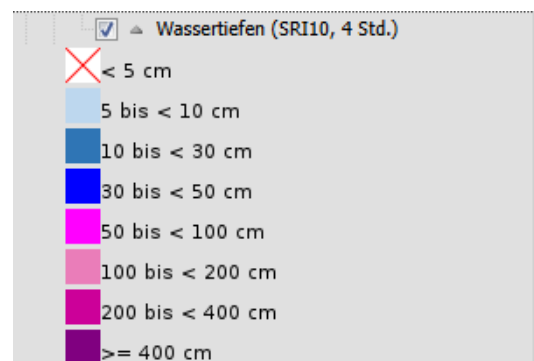 Wassertiefen (SRI10, 4 Std.)
< 5 cm
5 bis < 10 cm
10 bis < 30 cm
30 bis < 50 cm
50 bis < 100 cm
100 bis < 200 cm
200 bis < 400 cm
>= 400 cm